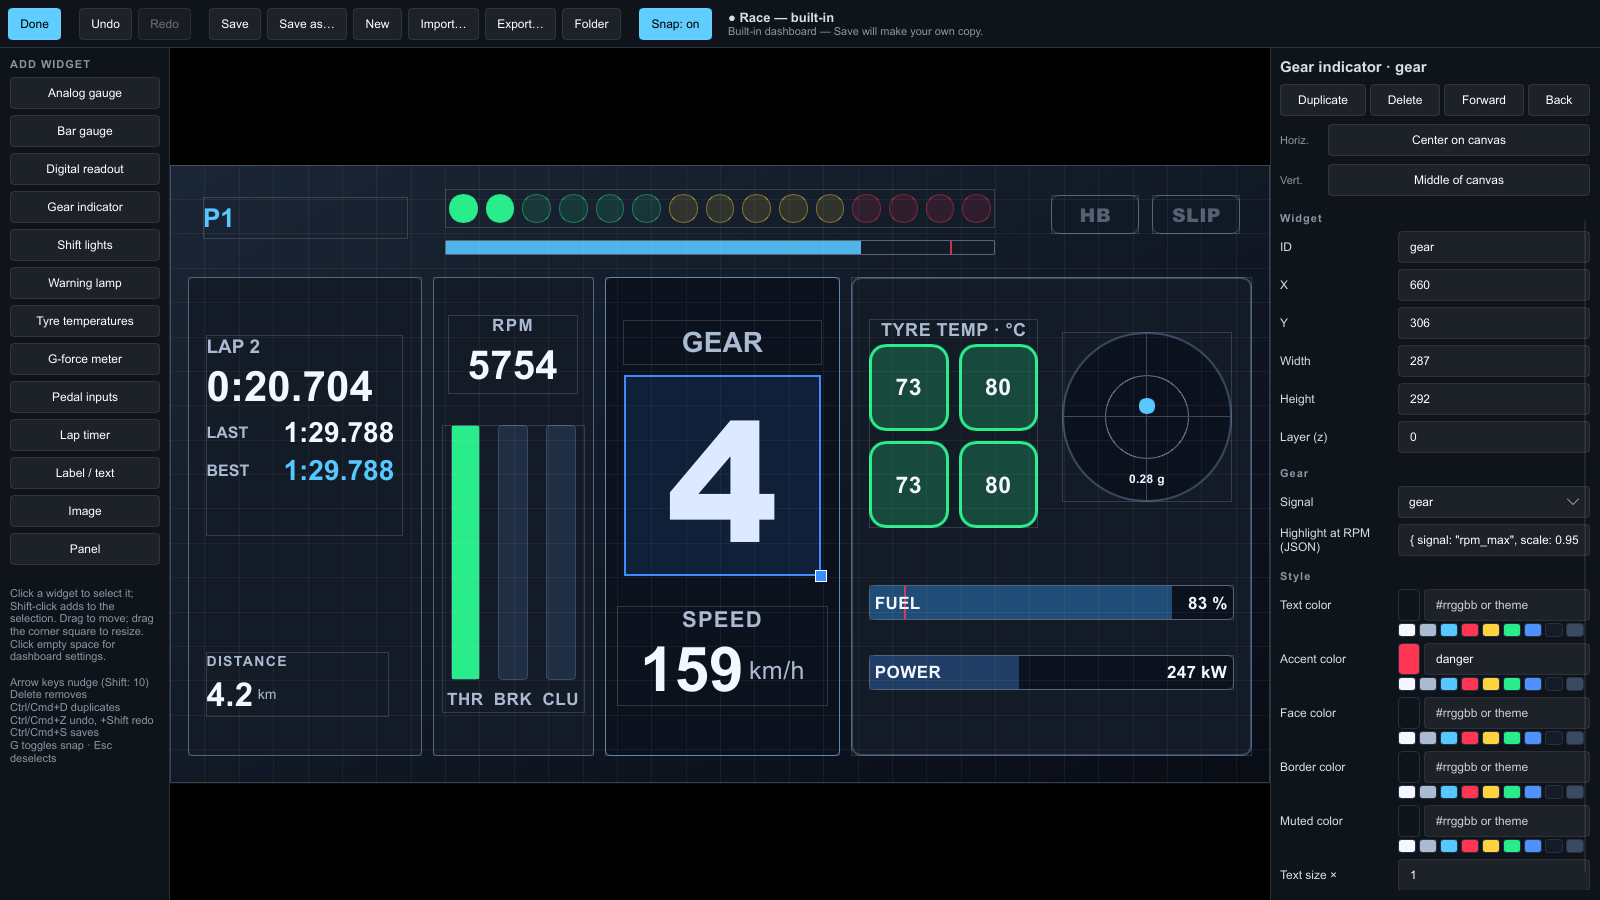 Done Undo Redo Save Save as… New Import… Export… Folder Snap: on
● Race — built-in
Built-in dashboard — Save will make your own copy.
ADD WIDGET
Analog gauge
Bar gauge
Digital readout
Gear indicator
Shift lights
Warning lamp
Tyre temperatures
G-force meter
Pedal inputs
Lap timer
Label / text
Image
Panel
Click a widget to select it;
Shift-click adds to the
selection. Drag to move; drag
the corner square to resize.
Click empty space for
dashboard settings.
Arrow keys nudge (Shift: 10)
Delete removes
Ctrl/Cmd+D duplicates
Ctrl/Cmd+Z undo, +Shift redo
Ctrl/Cmd+S saves
G toggles snap · Esc
deselects
P1
HB SLIP
LAP 2
0:20.704
LAST 1:29.788
BEST 1:29.788
DISTANCE
4.2 km
RPM
5754
THR BRK CLU
GEAR
4
SPEED
159 km/h
TYRE TEMP · °C
73 80
73 80
0.28 g
FUEL 83 %
POWER 247 kW
Gear indicator · gear
Duplicate Delete Forward Back
Horiz. Center on canvas
Vert. Middle of canvas
Widget
ID gear
X 660
Y 306
Width 287
Height 292
Layer (z) 0
Gear
Signal gear
Highlight at RPM
(JSON)
{ signal: "rpm_max", scale: 0.95
Style
Text color #rrggbb or theme
Accent color danger
Face color #rrggbb or theme
Border color #rrggbb or theme
Muted color #rrggbb or theme
Text size × 1